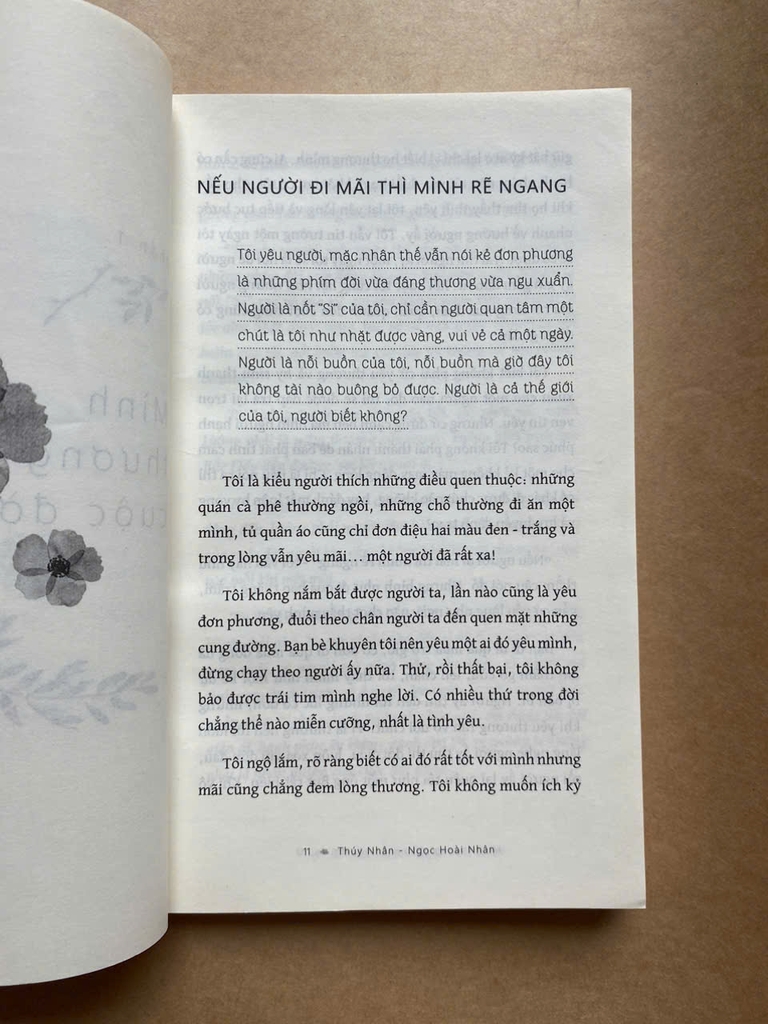 NẾU NGƯỜI ĐI MÃI THÌ MÌNH RẼ NGANG
Tôi yêu người, mặc nhân thế vẫn nói kẻ đơn phương
là những phím đời vừa đáng thương vừa ngu xuẩn.
Người là nốt "Si" của tôi, chỉ cần người quan tâm một
chút là tôi như nhặt được vàng, vui vẻ cả một ngày.
Người là nỗi buồn của tôi, nỗi buồn mà giờ đây tôi
không tài nào buông bỏ được. Người là cả thế giới
của tôi, người biết không?
Tôi là kiểu người thích những điều quen thuộc: những
quán cà phê thường ngồi, những chỗ thường đi ăn một
mình, tủ quần áo cũng chỉ đơn điệu hai màu đen - trắng và
trong lòng vẫn yêu mãi... một người đã rất xa!
Tôi không nắm bắt được người ta, lần nào cũng là yêu
đơn phương, đuổi theo chân người ta đến quen mặt những
cung đường. Bạn bè khuyên tôi nên yêu một ai đó yêu mình,
đừng chạy theo người ấy nữa. Thử, rồi thất bại, tôi không
bảo được trái tim mình nghe lời. Có nhiều thứ trong đời
chẳng thể nào miễn cưỡng, nhất là tình yêu.
Tôi ngộ lắm, rõ ràng biết có ai đó rất tốt với mình nhưng
mãi cũng chẳng đem lòng thương. Tôi không muốn ích kỷ
11 Thúy Nhân - Ngọc Hoài Nhân